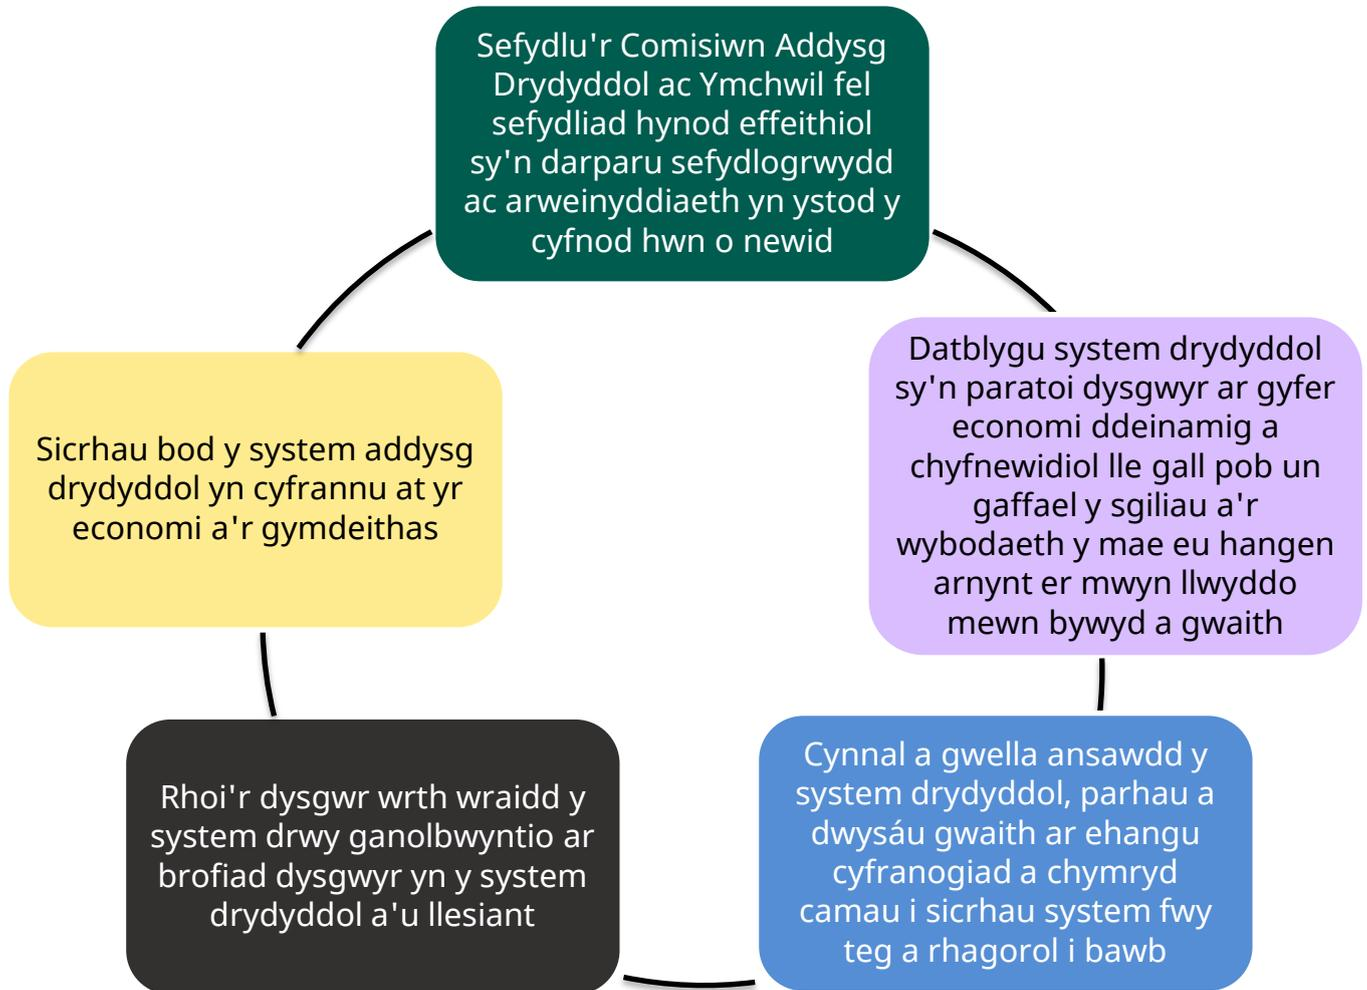 Sefydlu'r Comisiwn Addysg
Drydyddol ac Ymchwil fel
sefydliad hynod effeithiol
sy'n darparu sefydlogrwydd
ac arweinyddiaeth yn ystod y
cyfnod hwn o newid
Datblygu system drydyddol
sy'n paratoi dysgwyr ar gyfer
economi ddeinamig a
chyfnewidiol lle gall pob un
gaffael y sgiliau a'r
wybodaeth y mae eu hangen
arnynt er mwyn llwyddo
mewn bywyd a gwaith
Cynnal a gwella ansawdd y
system drydyddol, parhau a
dwysáu gwaith ar ehangu
cyfranogiad a chymryd
camau i sicrhau system fwy
teg a rhagorol i bawb
Rhoi'r dysgwr wrth wraidd y
system drwy ganolbwyntio ar
brofiad dysgwyr yn y system
drydyddol a'u llesiant
Sicrhau bod y system addysg
drydyddol yn cyfrannu at yr
economi a'r gymdeithas